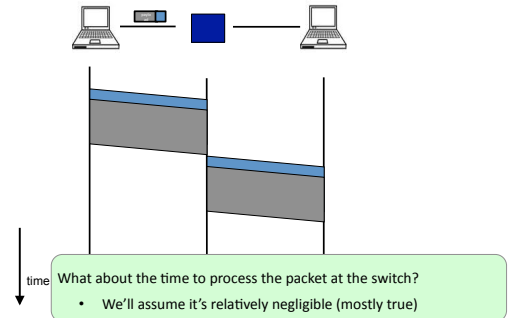 time
What about the time to process the packet at the switch?
• We'll assume it's relatively negligible (mostly true)